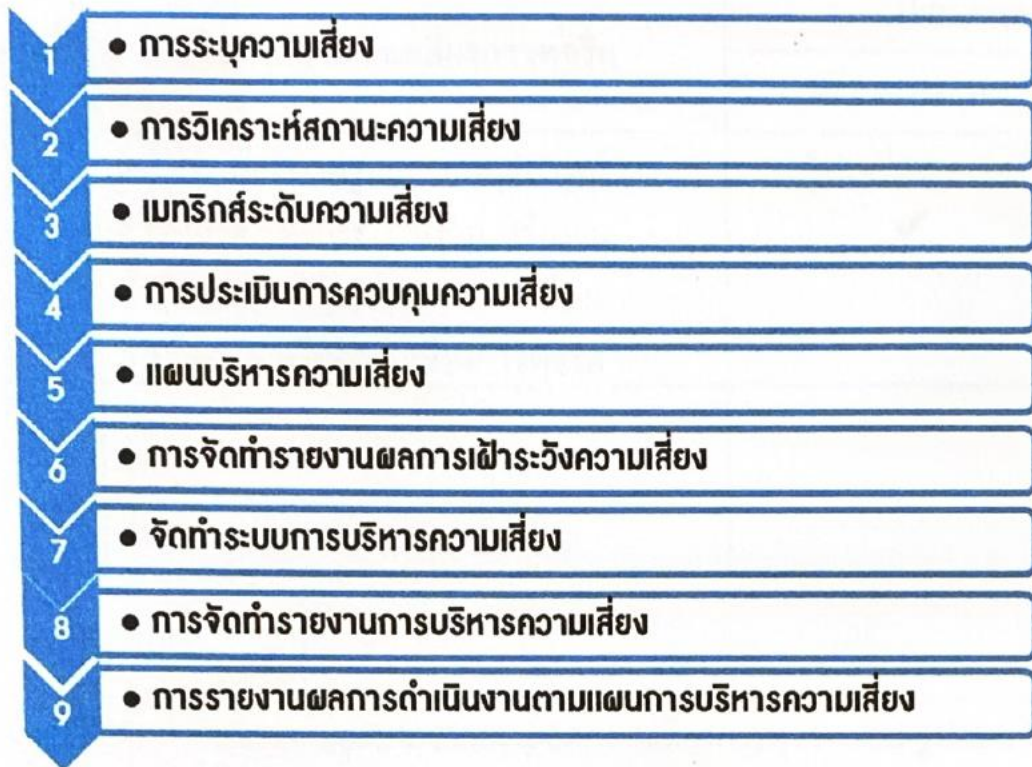 1 • การระบุความเสี่ยง
2 • การวิเคราะห์สถานะความเสี่ยง
3 • เมทริกส์ระดับความเสี่ยง
4 • การประเมินการควบคุมความเสี่ยง
5 • แผนบริหารความเสี่ยง
6 • การจัดทำรายงานผลการเฝ้าระวังความเสี่ยง
7 • จัดทำระบบการบริหารความเสี่ยง
8 • การจัดทำรายงานการบริหารความเสี่ยง
9 • การรายงานผลการดำเนินงานตามแผนการบริหารความเสี่ยง